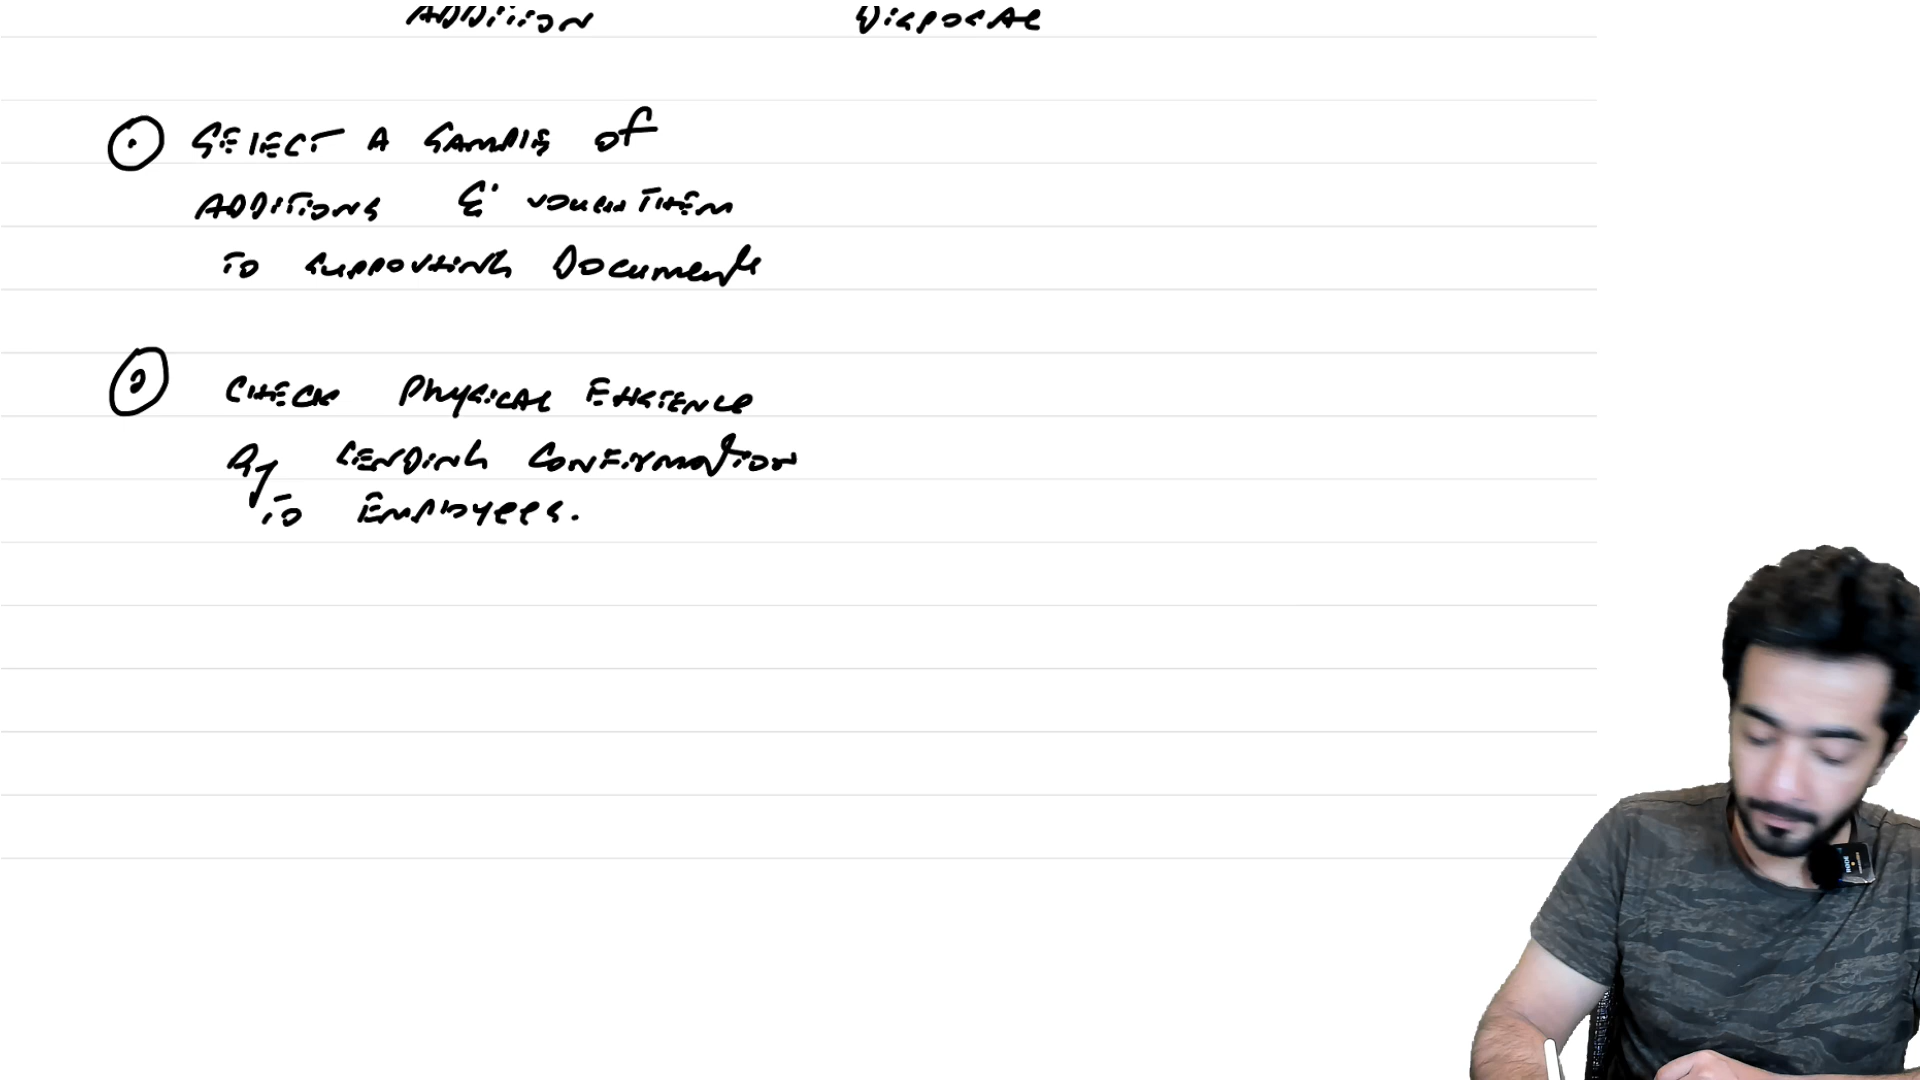 ADDITION DISPOSAL
SELECT A SAMPLE of
ADDITIONS & VOUCH THEM
TO SUPPORTING DOCUMENTS
CHECK PHYSICAL EXISTENCE
By SENDING CONFIRMATION
TO EMPLOYEES.